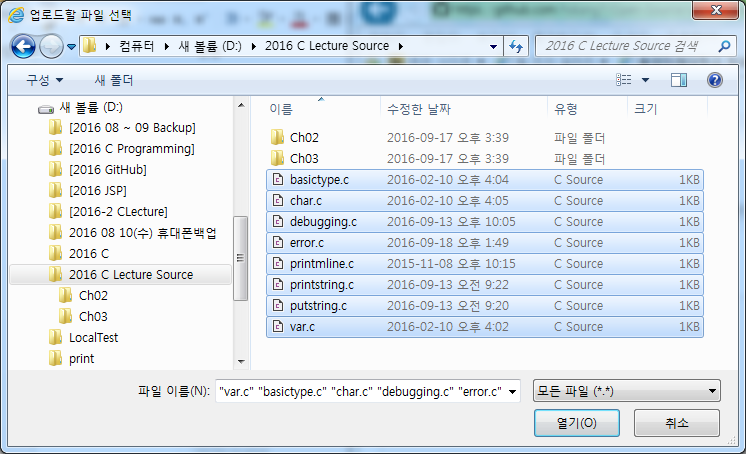 업로드할 파일 선택
컴퓨터 새 볼륨 (D:) 2016 C Lecture Source
2016 C Lecture Source 검색
구성 새 폴더
새 볼륨 (D:)
[2016 08 ~ 09 Backup]
[2016 C Programming]
[2016 GitHub]
[2016 JSP]
[2016-2 CLecture]
2016 08 10(수) 휴대폰백업
2016 C
2016 C Lecture Source
Ch02
Ch03
LocalTest
print
이름 수정한 날짜 유형 크기
Ch02 2016-09-17 오후 3:39 파일 폴더
Ch03 2016-09-17 오후 3:39 파일 폴더
basictype.c 2016-02-10 오후 4:04 C Source 1KB
char.c 2016-02-10 오후 4:05 C Source 1KB
debugging.c 2016-09-13 오후 10:05 C Source 1KB
error.c 2016-09-18 오후 1:49 C Source 1KB
printmline.c 2015-11-08 오후 10:15 C Source 1KB
printstring.c 2016-09-13 오전 9:22 C Source 1KB
putstring.c 2016-09-13 오전 9:20 C Source 1KB
var.c 2016-02-10 오후 4:02 C Source 1KB
파일 이름(N): "var.c" "basictype.c" "char.c" "debugging.c" "error.c" 모든 파일 (*.*)
열기(O) 취소